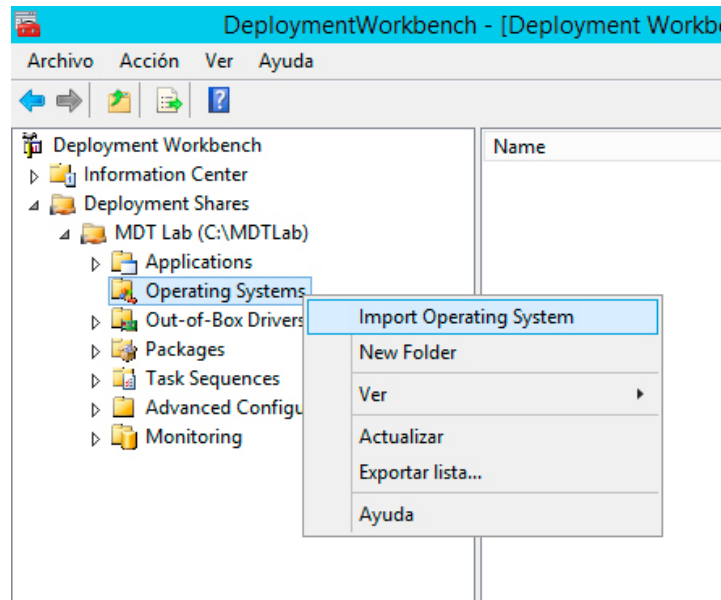 DeploymentWorkbench - [Deployment Workb
Archivo Acción Ver Ayuda
Deployment Workbench
Name
Information Center
Deployment Shares
MDT Lab (C:\MDTLab)
Applications
Operating Systems
Import Operating System
Out-of-Box Drivers
New Folder
Packages
Task Sequences
Ver
Advanced Configu
Actualizar
Monitoring
Exportar lista...
Ayuda